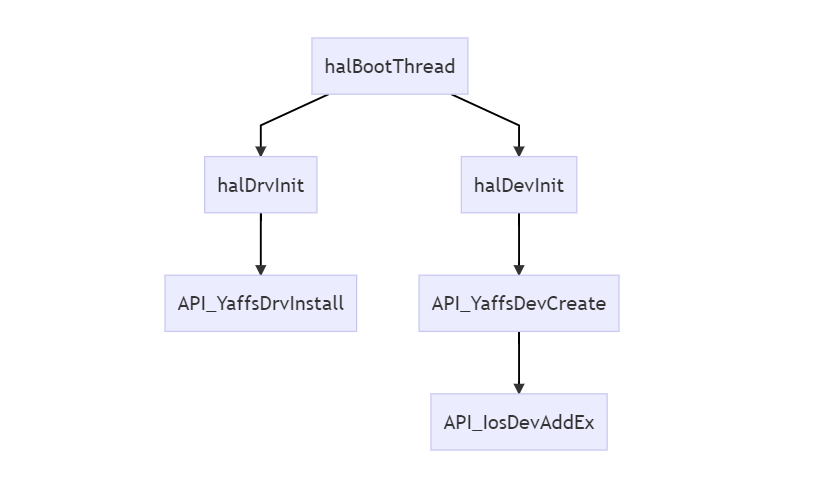 halBootThread
halDrvInit
halDevInit
API_YaffsDrvInstall
API_YaffsDevCreate
API_IosDevAddEx